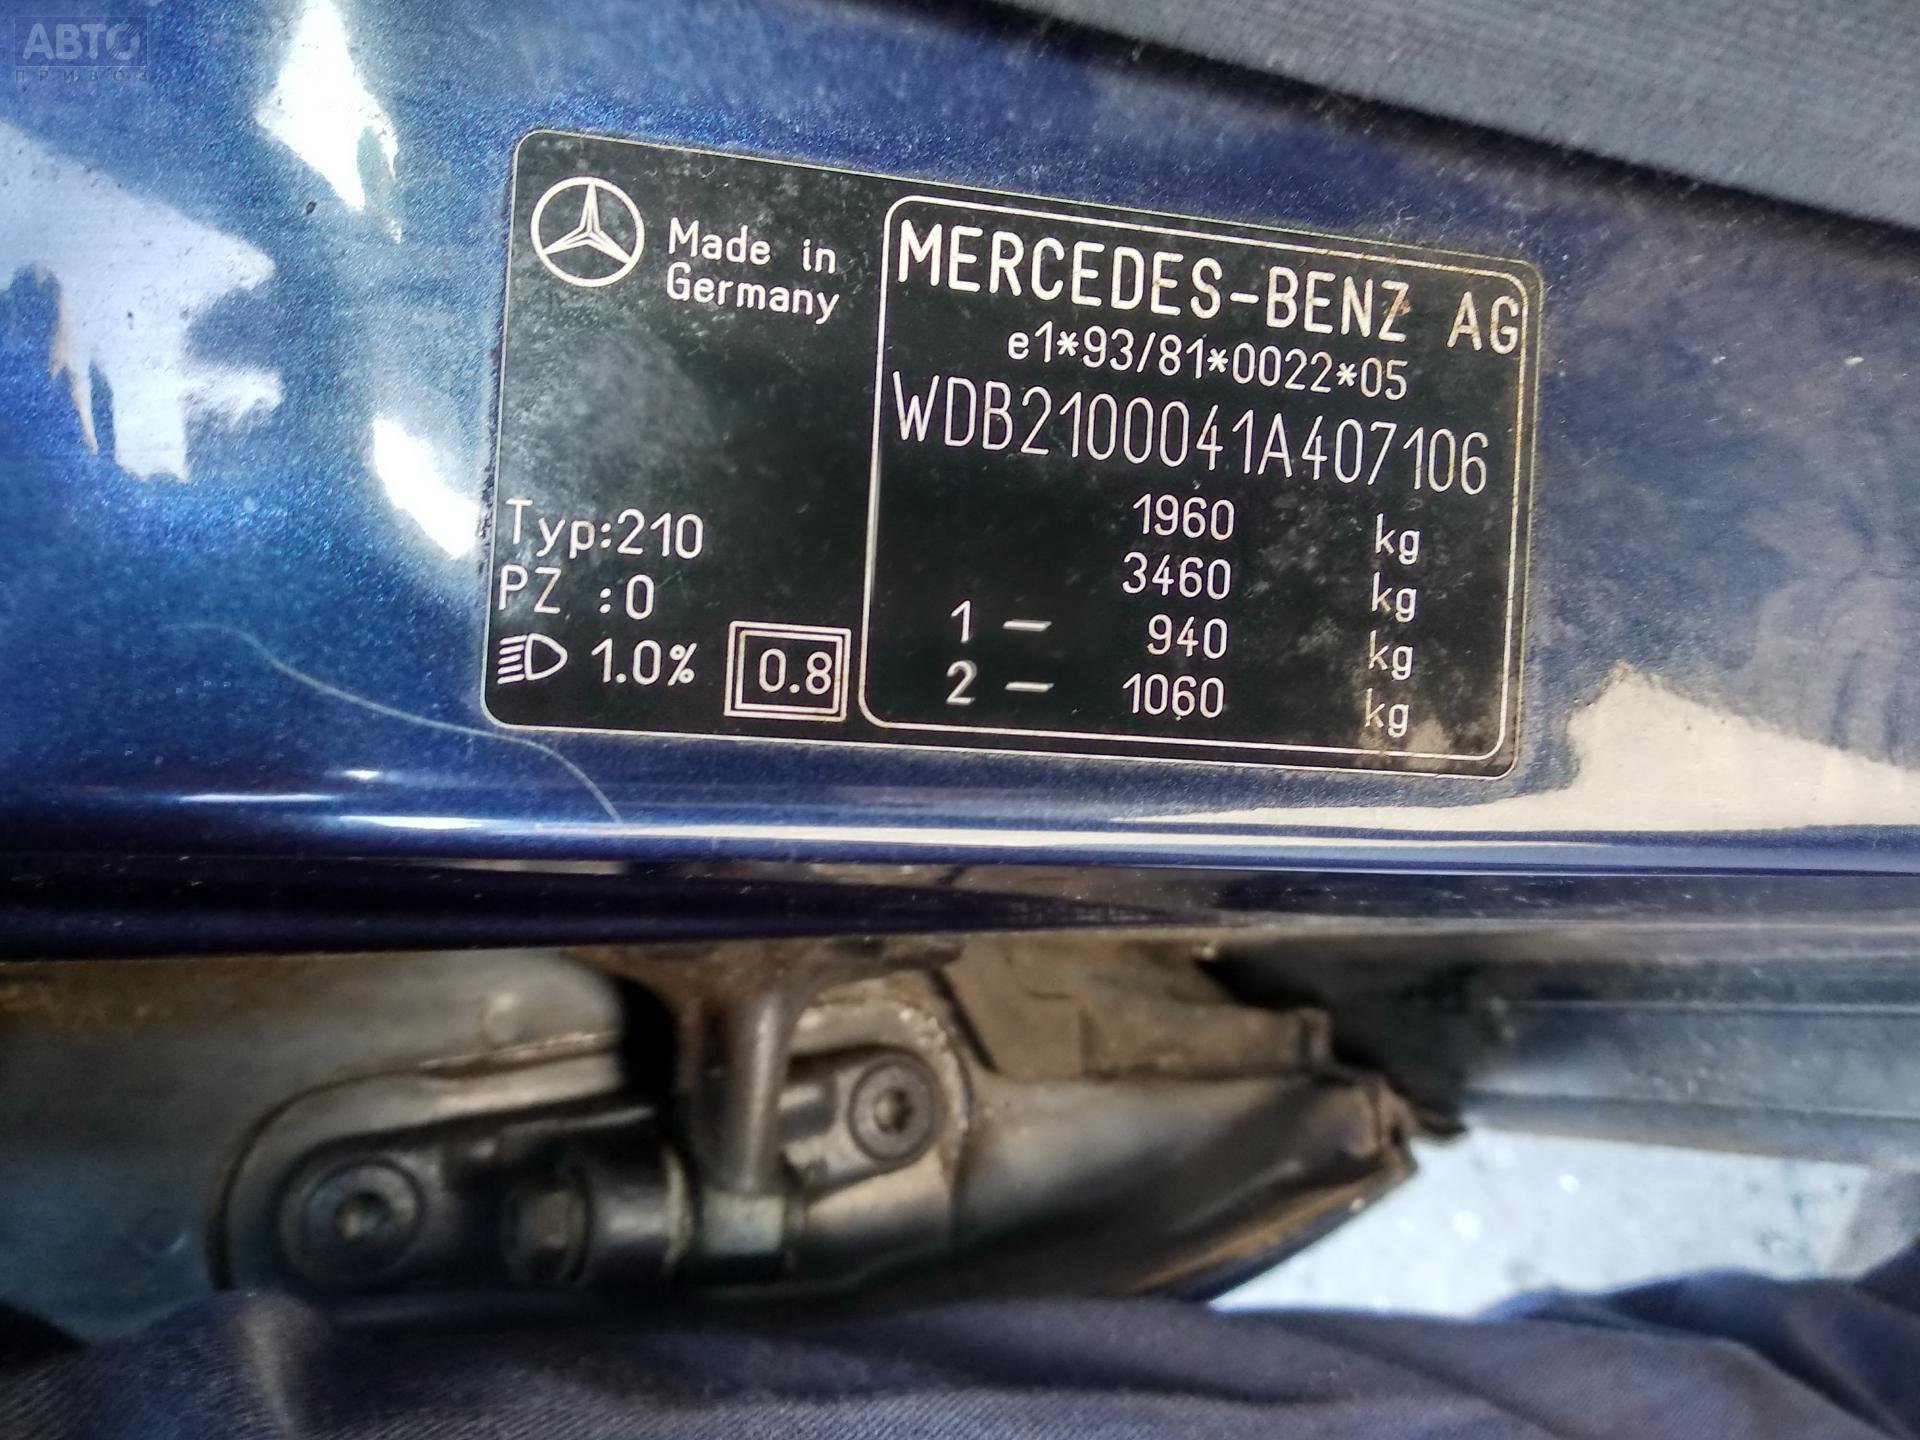 АВТО
ПРИВОЗ
Made in
Germany
Typ:210
PZ :0
1.0%
0.8
MERCEDES-BENZ AG
e1*93/81*0022*05
WDB2100041A407106
1960 kg
3460 kg
1 – 940 kg
2 – 1060 kg